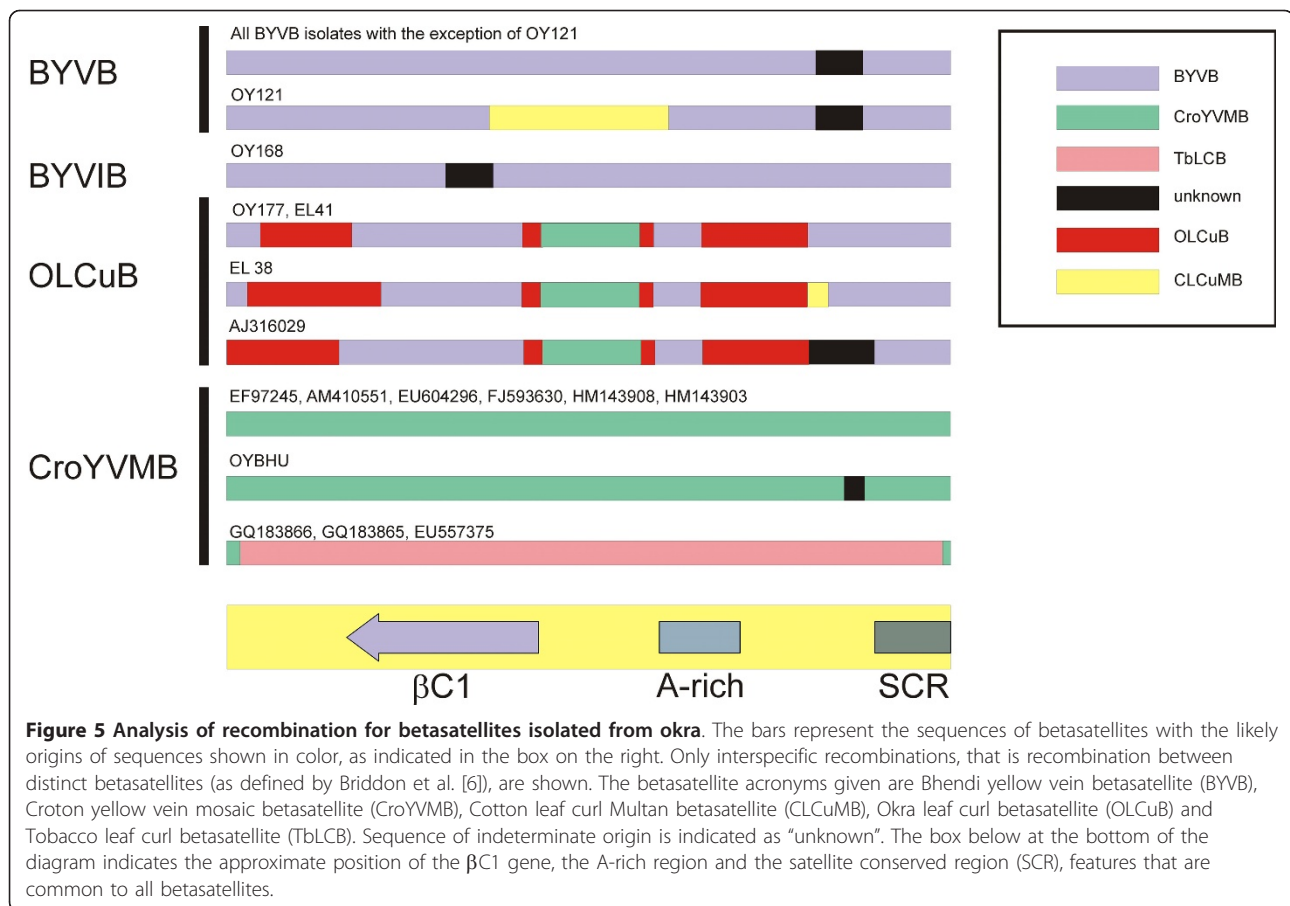 BYVB
All BYVB isolates with the exception of OY121
OY121
BYVIB
OY168
OLCuB
OY177, EL41
EL 38
AJ316029
CroYVMB
EF97245, AM410551, EU604296, FJ593630, HM143908, HM143903
OYBHU
GQ183866, GQ183865, EU557375
βC1
A-rich
SCR
BYVB
CroYVMB
TbLCB
unknown
OLCuB
CLCuMB
Figure 5 Analysis of recombination for betasatellites isolated from okra. The bars represent the sequences of betasatellites with the likely
origins of sequences shown in color, as indicated in the box on the right. Only interspecific recombinations, that is recombination between
distinct betasatellites (as defined by Briddon et al. [6]), are shown. The betasatellite acronyms given are Bhendi yellow vein betasatellite (BYVB),
Croton yellow vein mosaic betasatellite (CroYVMB), Cotton leaf curl Multan betasatellite (CLCuMB), Okra leaf curl betasatellite (OLCuB) and
Tobacco leaf curl betasatellite (TbLCB). Sequence of indeterminate origin is indicated as “unknown”. The box below at the bottom of the
diagram indicates the approximate position of the βC1 gene, the A-rich region and the satellite conserved region (SCR), features that are
common to all betasatellites.